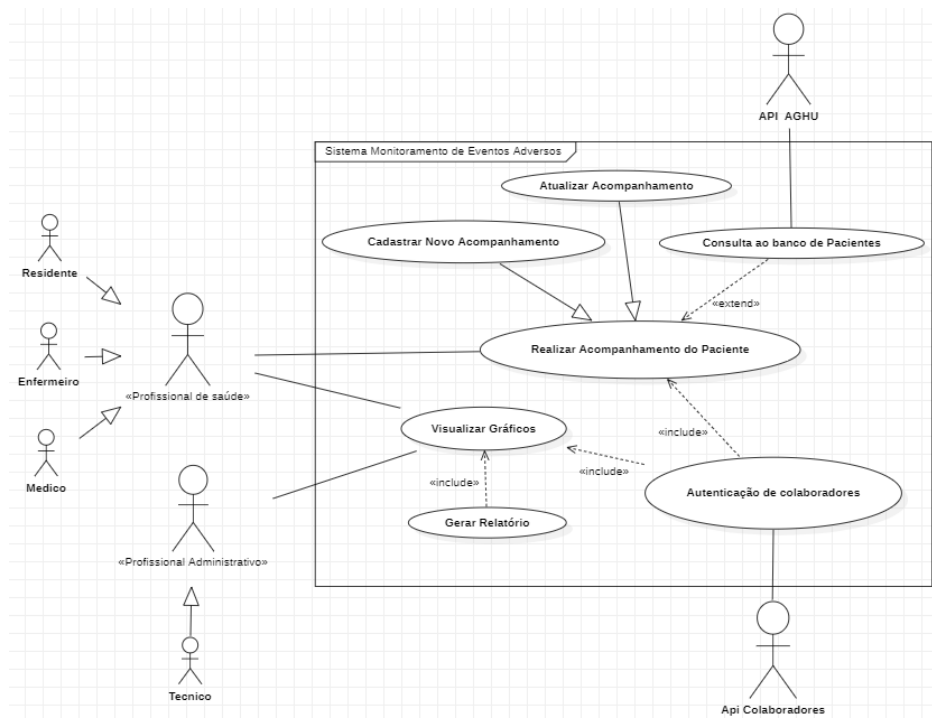 API AGHU
Sistema Monitoramento de Eventos Adversos
Atualizar Acompanhamento
Cadastrar Novo Acompanhamento
Consulta ao banco de Pacientes
Residente
«extend»
Realizar Acompanhamento do Paciente
Enfermeiro
«Profissional de saúde»
Visualizar Gráficos
«include»
Medico
«include»
«include»
Autenticação de colaboradores
Gerar Relatório
«Profissional Administrativo»
Tecnico
Api Colaboradores